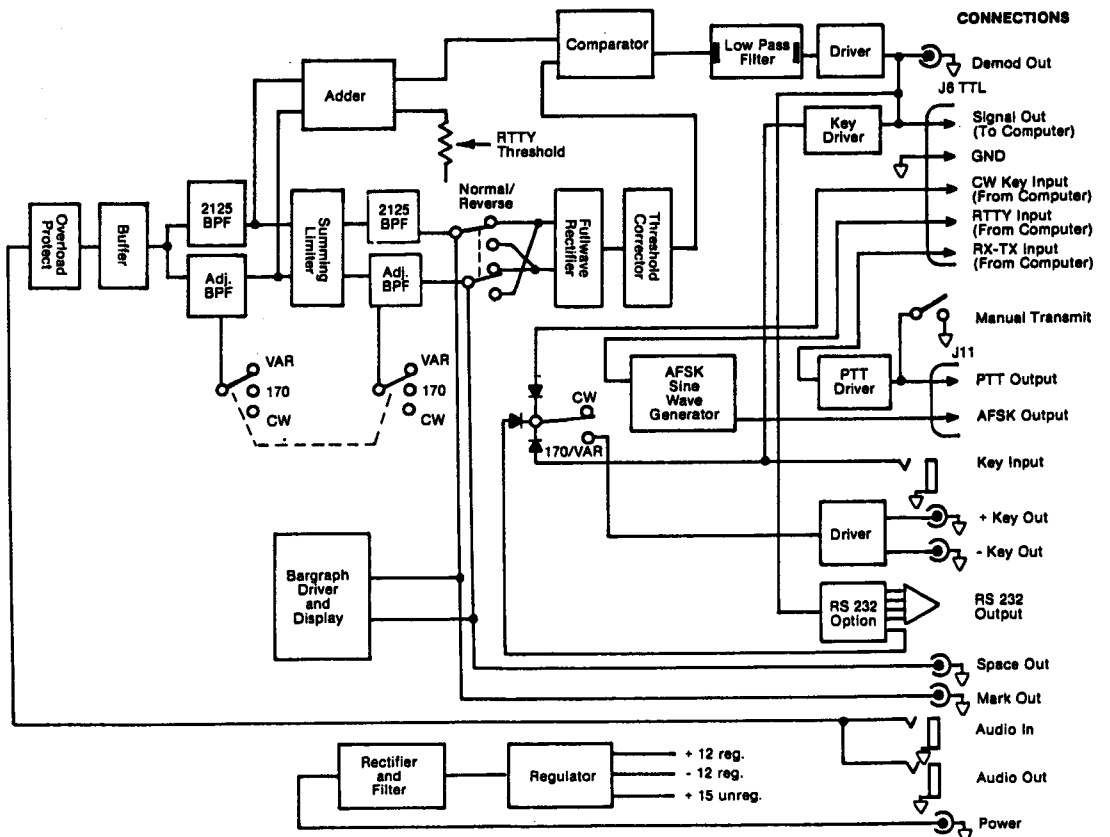 CONNECTIONS
Comparator
Low Pass
Filter
Driver
Demod Out
J6 TTL
Adder
Key
Driver
Signal Out
(To Computer)
RTTY
Threshold
GND
Normal/
Reverse
CW Key Input
(From Computer)
Overload
Protect
Buffer
2125
BPF
Summing
Limiter
2125
BPF
Fullwave
Rectifier
Threshold
Corrector
RTTY Input
(From Computer)
Adj.
BPF
Adj.
BPF
RX-TX Input
(From Computer)
Manual Transmit
J11
VAR
170
CW
VAR
170
CW
AFSK
Sine
Wave
Generator
PTT
Driver
PTT Output
CW
AFSK Output
170/VAR
Key Input
Driver
+ Key Out
- Key Out
Bargraph
Driver
and
Display
RS 232
Option
RS 232
Output
Space Out
Mark Out
Audio In
Rectifier
and
Filter
Regulator
+ 12 reg.
- 12 reg.
+ 15 unreg.
Audio Out
Power